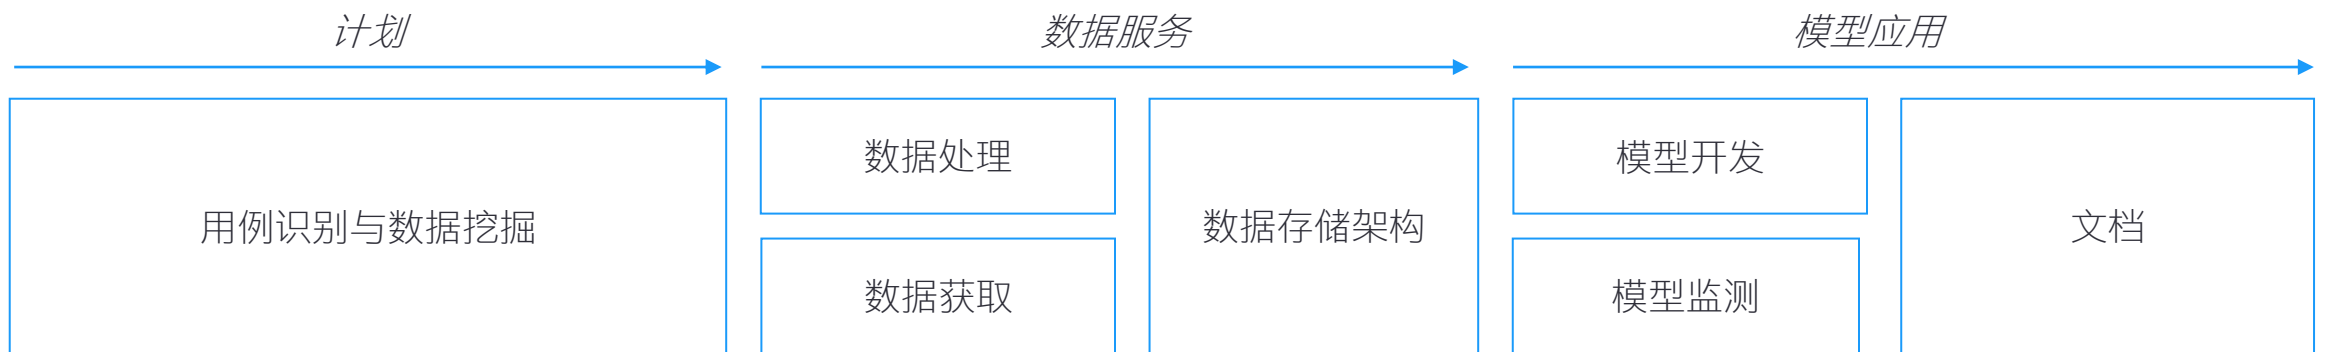 计划
数据服务
模型应用
用例识别与数据挖掘
数据处理
数据获取
数据存储架构
模型开发
模型监测
文档